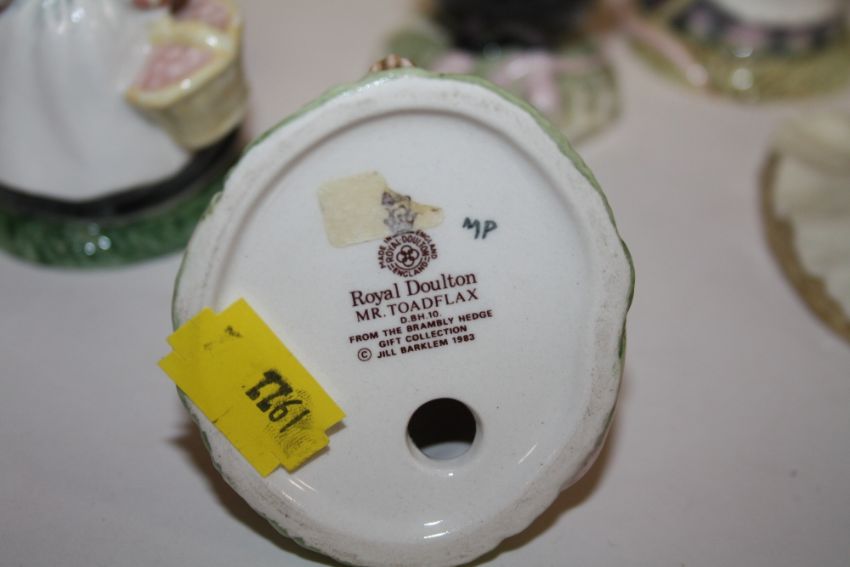 MP
MADE IN ENGLAND
ROYAL DOULTON
ENGLAND
Royal Doulton
MR. TOADFLAX
D.BH.10.
FROM THE BRAMBLY HEDGE
GIFT COLLECTION
© JILL BARKLEM 1983